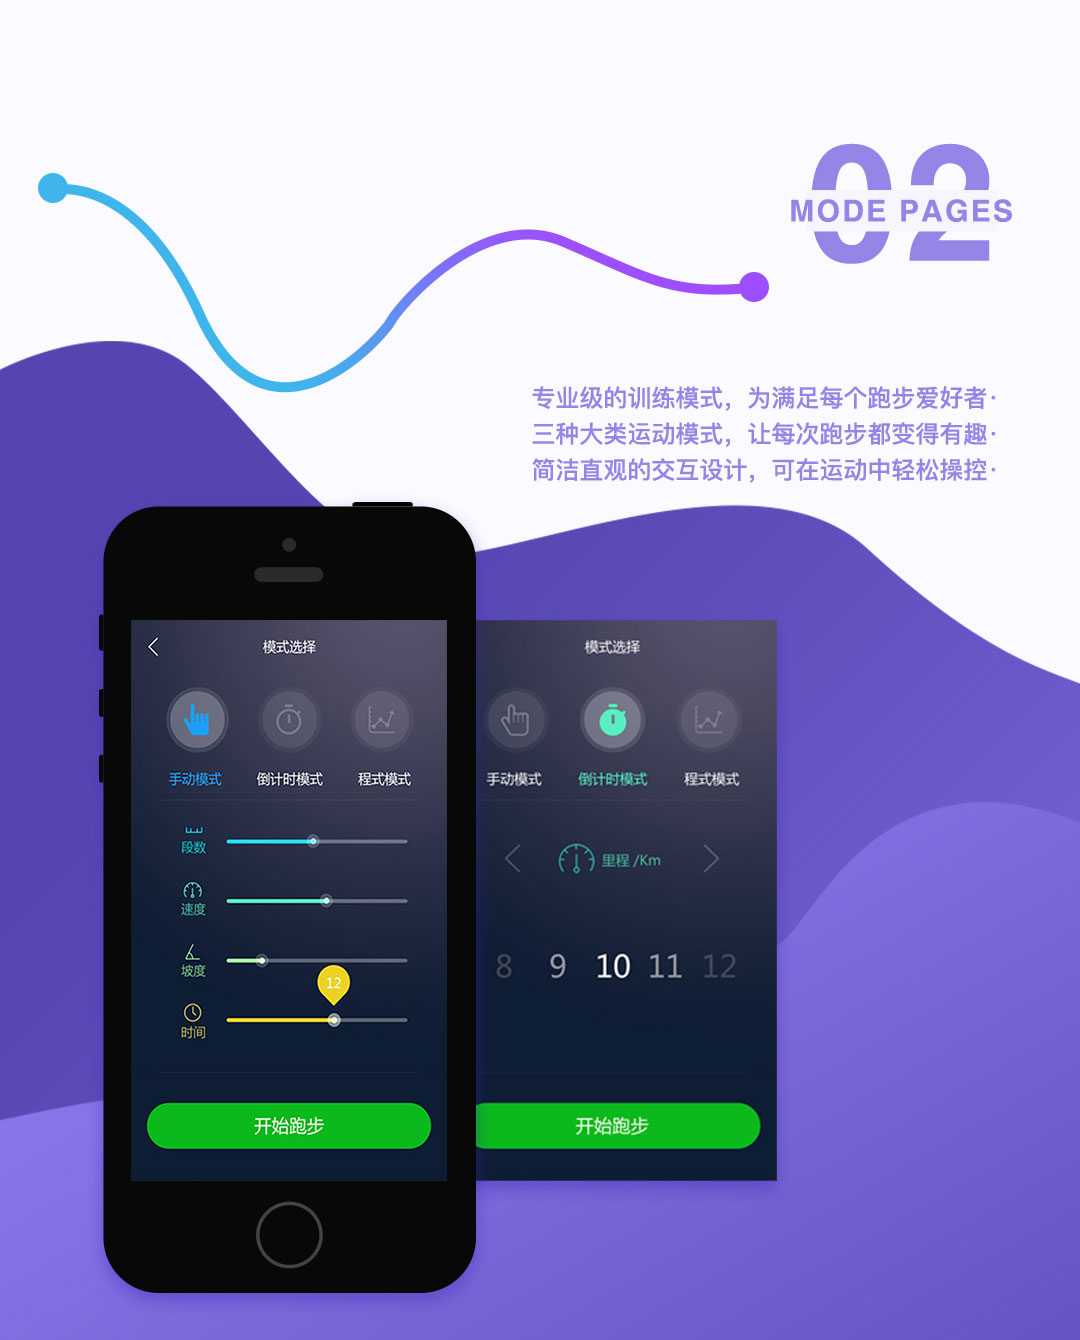 02
MODE PAGES
专业级的训练模式，为满足每个跑步爱好者·
三种大类运动模式，让每次跑步都变得有趣·
简洁直观的交互设计，可在运动中轻松操控·
模式选择
手动模式 倒计时模式 程式模式
段数
速度
坡度
12
时间
开始跑步
模式选择
手动模式 倒计时模式 程式模式
里程 /Km
8 9 10 11 12
开始跑步